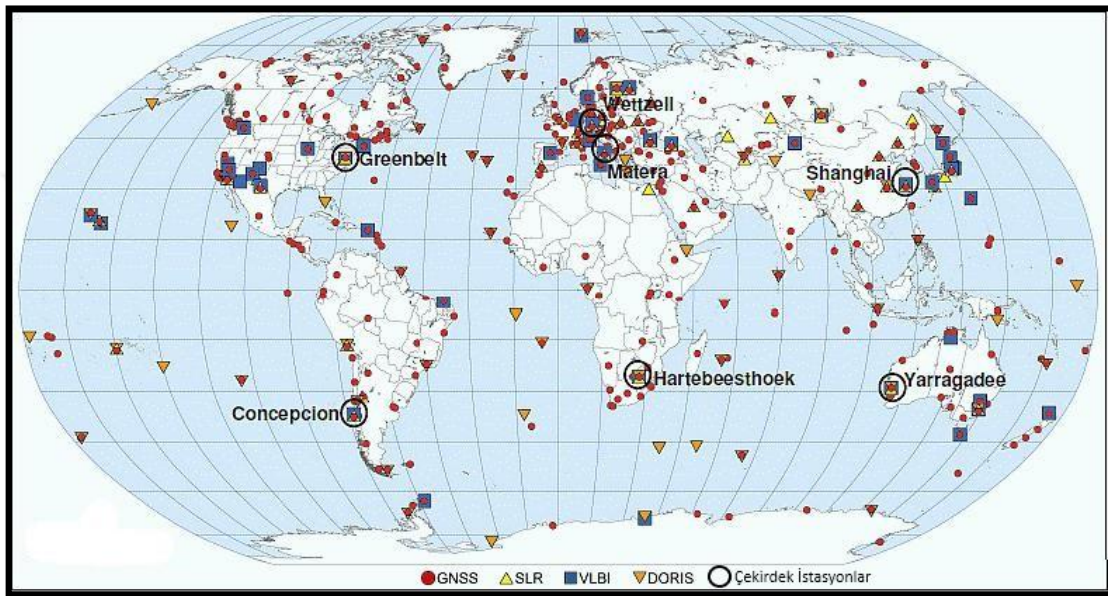 Wettzell
Greenbelt
Matera
Shanghai
Hartebeesthoek
Yarragadee
Concepcion
GNSS SLR VLBI DORIS Çekirdek İstasyonlar